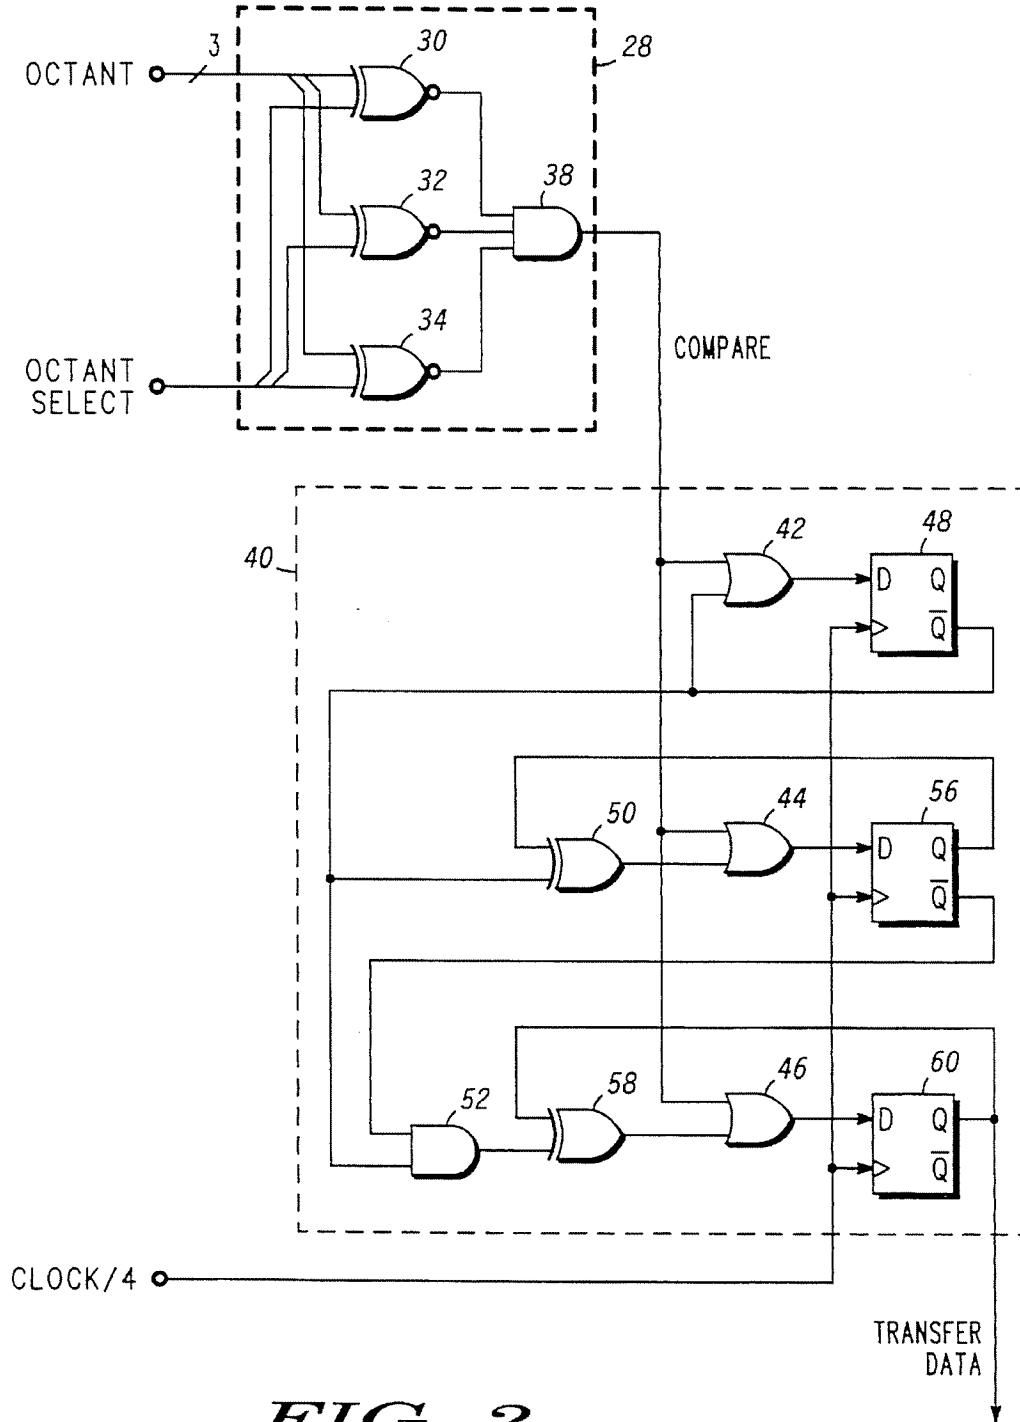 OCTANT
3
30
28
32
38
34
OCTANT
SELECT
COMPARE
40
42
48
D Q
Q̅
50
44
56
D Q
Q̅
52
58
46
60
D Q
Q̅
CLOCK/4
TRANSFER
DATA